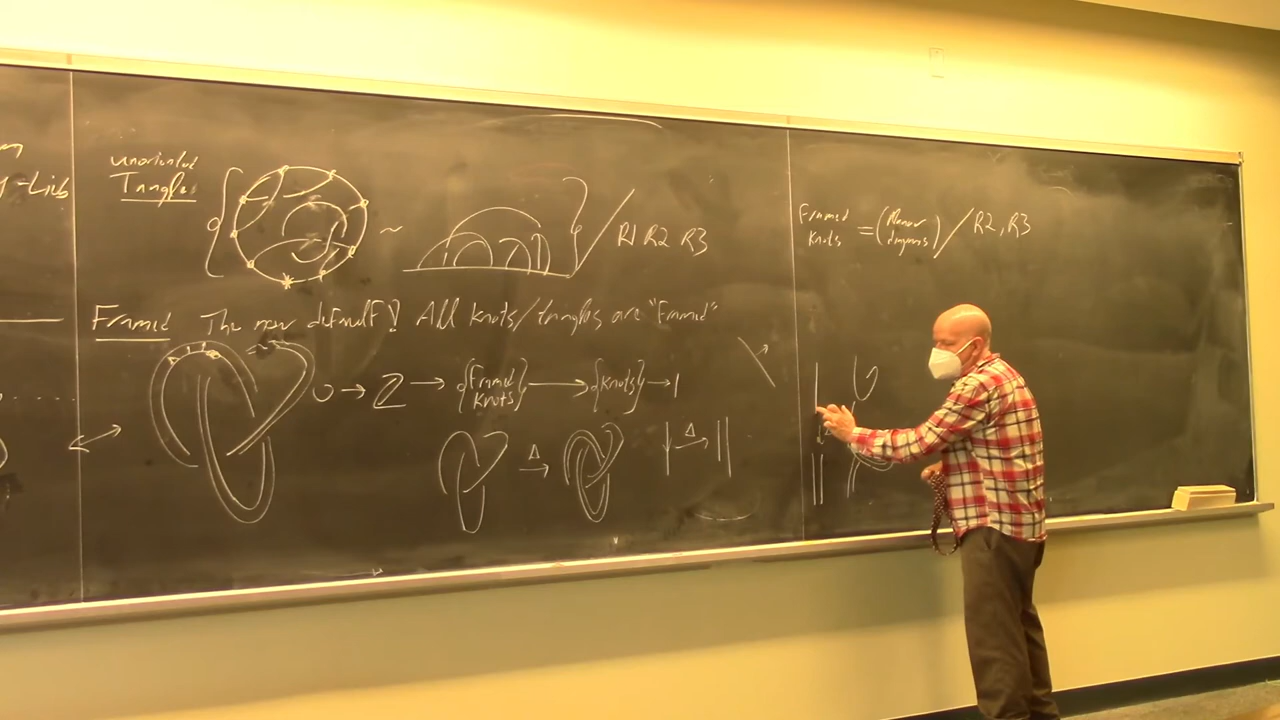 y-Lieb
unoriented
Tangles
{ ~ } / R1 R2 R3
Framed The new default! All knots/tangles are "Framed"
0 → Z → {Framed Knots} → {Knots} → 1
Δ →
Δ →
Framed Knots = (Planar diagrams) / R2, R3